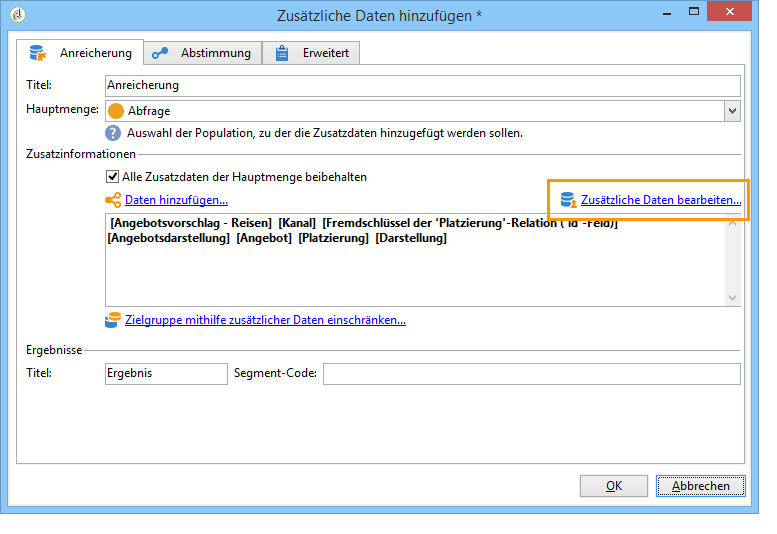 Zusätzliche Daten hinzufügen *
Anreicherung Abstimmung Erweitert
Titel: Anreicherung
Hauptmenge: Abfrage
? Auswahl der Population, zu der die Zusatzdaten hinzugefügt werden sollen.
Zusatzinformationen
Alle Zusatzdaten der Hauptmenge beibehalten
Daten hinzufügen... Zusätzliche Daten bearbeiten...
[Angebotsvorschlag - Reisen] [Kanal] [Fremdschlüssel der 'Platzierung'-Relation ( 'id'-Feld)]
[Angebotsdarstellung] [Angebot] [Platzierung] [Darstellung]
Zielgruppe mithilfe zusätzlicher Daten einschränken...
Ergebnisse
Titel: Ergebnis Segment-Code:
OK Abbrechen